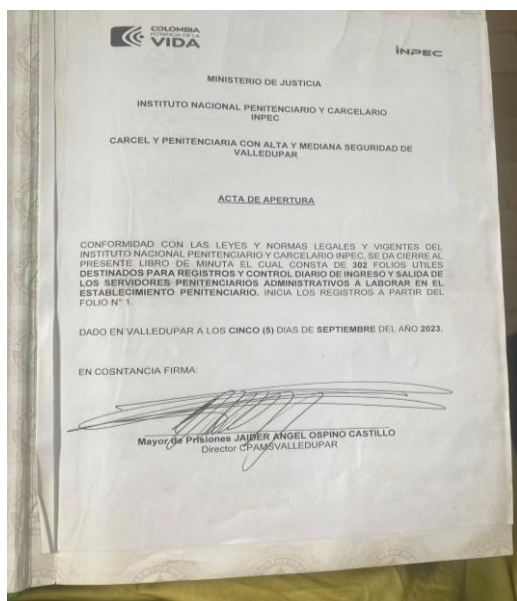 COLOMBIA
POTENCIA DE LA
VIDA
INPEC
MINISTERIO DE JUSTICIA
INSTITUTO NACIONAL PENITENCIARIO Y CARCELARIO
INPEC
CARCEL Y PENITENCIARIA CON ALTA Y MEDIANA SEGURIDAD DE
VALLEDUPAR
ACTA DE APERTURA
CONFORMIDAD CON LAS LEYES Y NORMAS LEGALES Y VIGENTES DEL
INSTITUTO NACIONAL PENITENCIARIO Y CARCELARIO INPEC, SE DA CIERRE AL
PRESENTE LIBRO DE MINUTA EL CUAL CONSTA DE 302 FOLIOS UTILES
DESTINADOS PARA REGISTROS Y CONTROL DIARIO DE INGRESO Y SALIDA DE
LOS SERVIDORES PENITENCIARIOS ADMINISTRATIVOS A LABORAR EN EL
ESTABLECIMIENTO PENITENCIARIO. INICIA LOS REGISTROS A PARTIR DEL
FOLIO N° 1.
DADO EN VALLEDUPAR A LOS CINCO (5) DIAS DE SEPTIEMBRE DEL AÑO 2023.
EN COSNTANCIA FIRMA:
Mayor de Prisiones JAIDER ANGEL OSPINO CASTILLO
Director CPAMSVALLEDUPAR